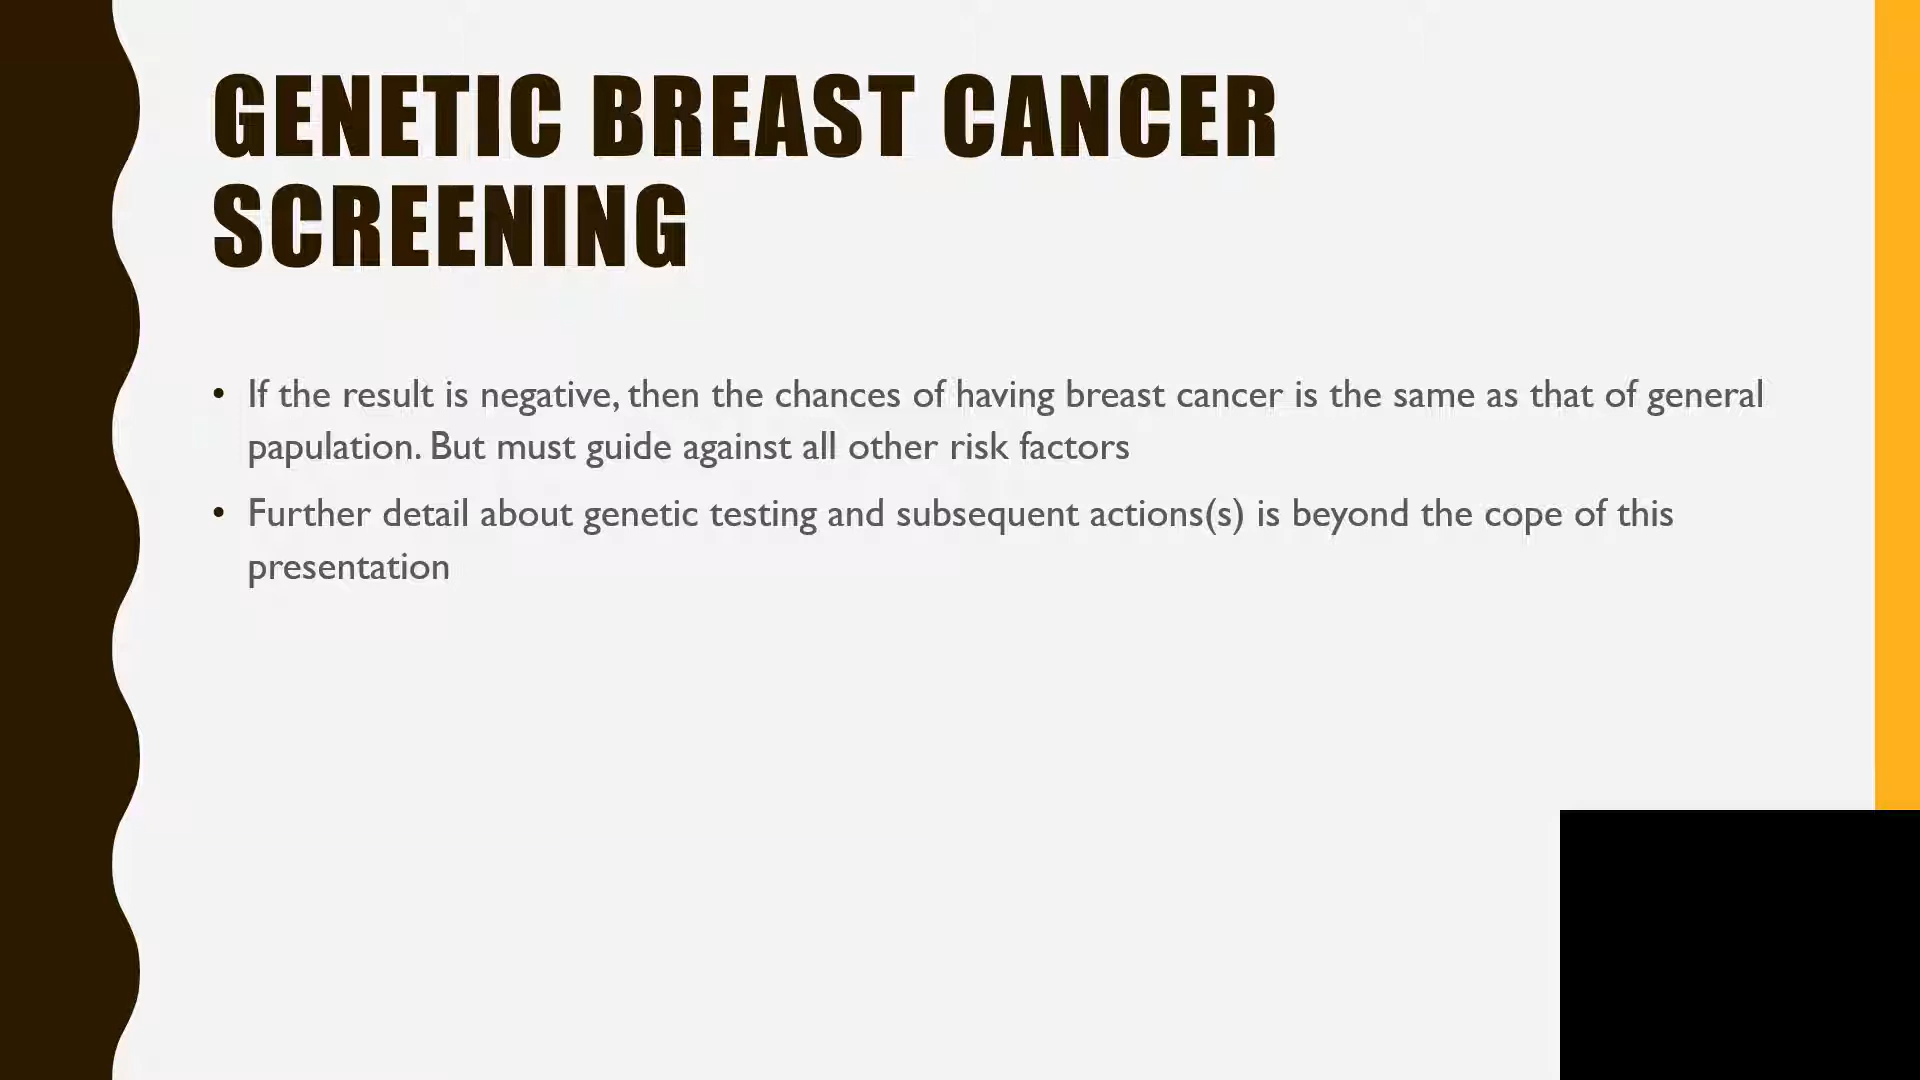 GENETIC BREAST CANCER
SCREENING
• If the result is negative, then the chances of having breast cancer is the same as that of general
papulation. But must guide against all other risk factors
• Further detail about genetic testing and subsequent actions(s) is beyond the cope of this
presentation